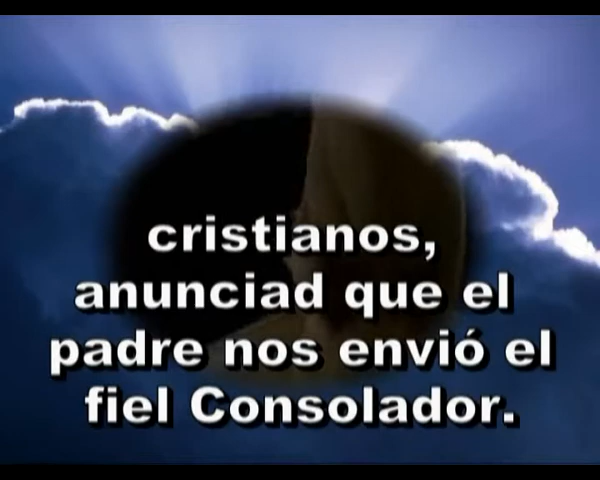 cristianos,
anunciad que el
padre nos envió el
fiel Consolador.